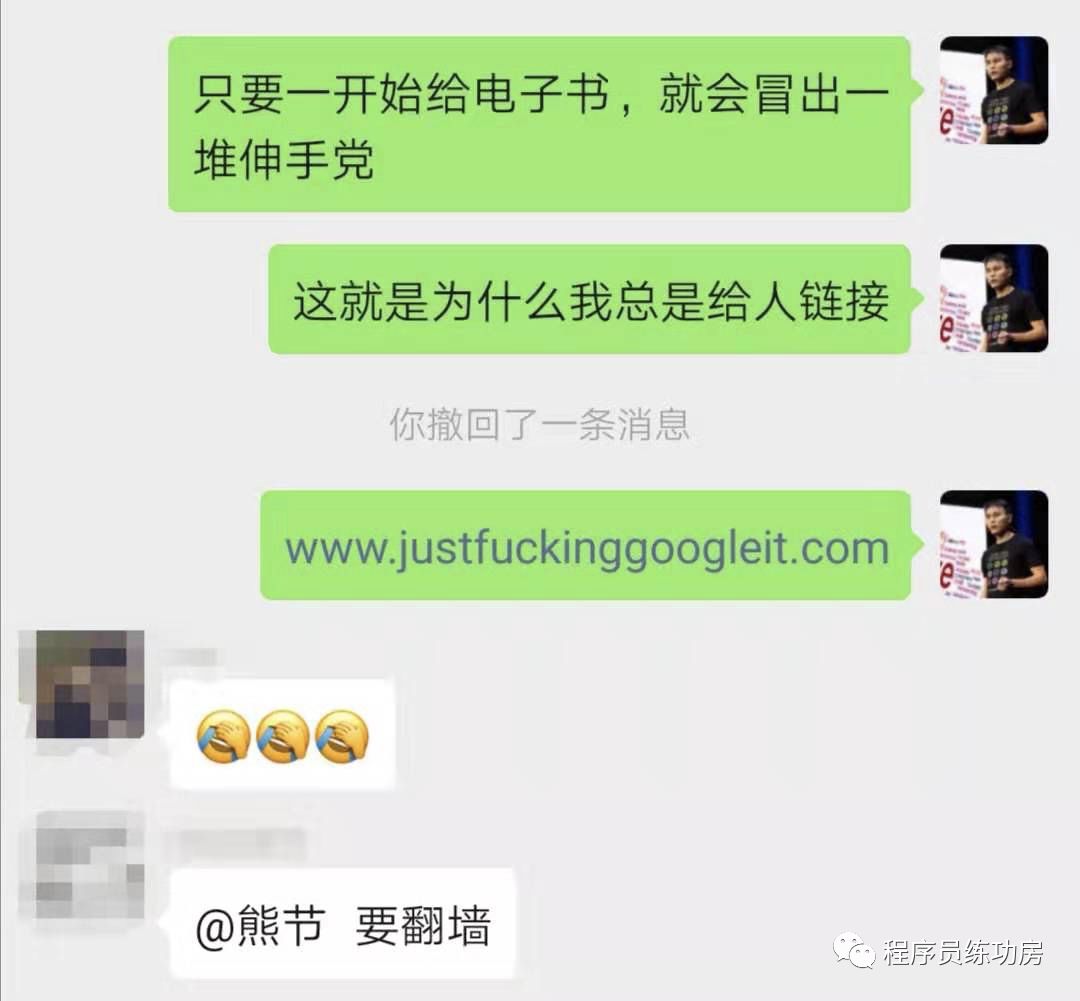 只要一开始给电子书，就会冒出一
堆伸手党
这就是为什么我总是给人链接
你撤回了一条消息
www.justfuckinggoogleit.com
@熊节 要翻墙
程序员练功房